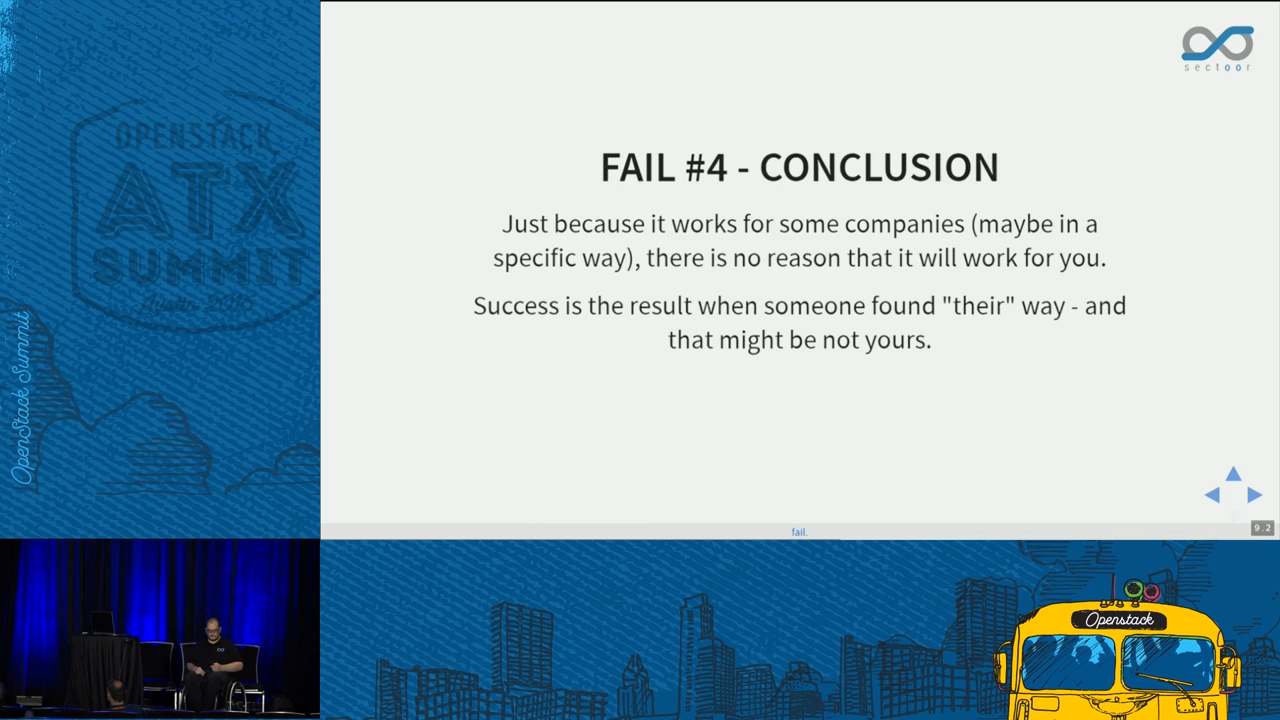 sectoor
FAIL #4 - CONCLUSION
Just because it works for some companies (maybe in a
specific way), there is no reason that it will work for you.
Success is the result when someone found "their" way - and
that might be not yours.
fail.
9.2
OPENSTACK
ATX
SUMMIT
Austin 2016
OpenStack Summit
Openstack